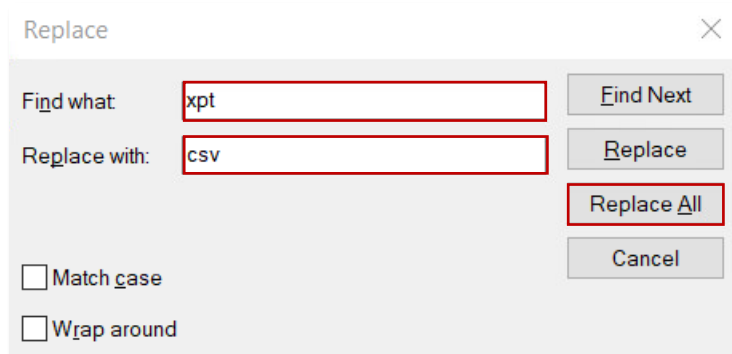 Replace
Find what: xpt Find Next
Replace with: csv Replace
Replace All
Cancel
Match case
Wrap around